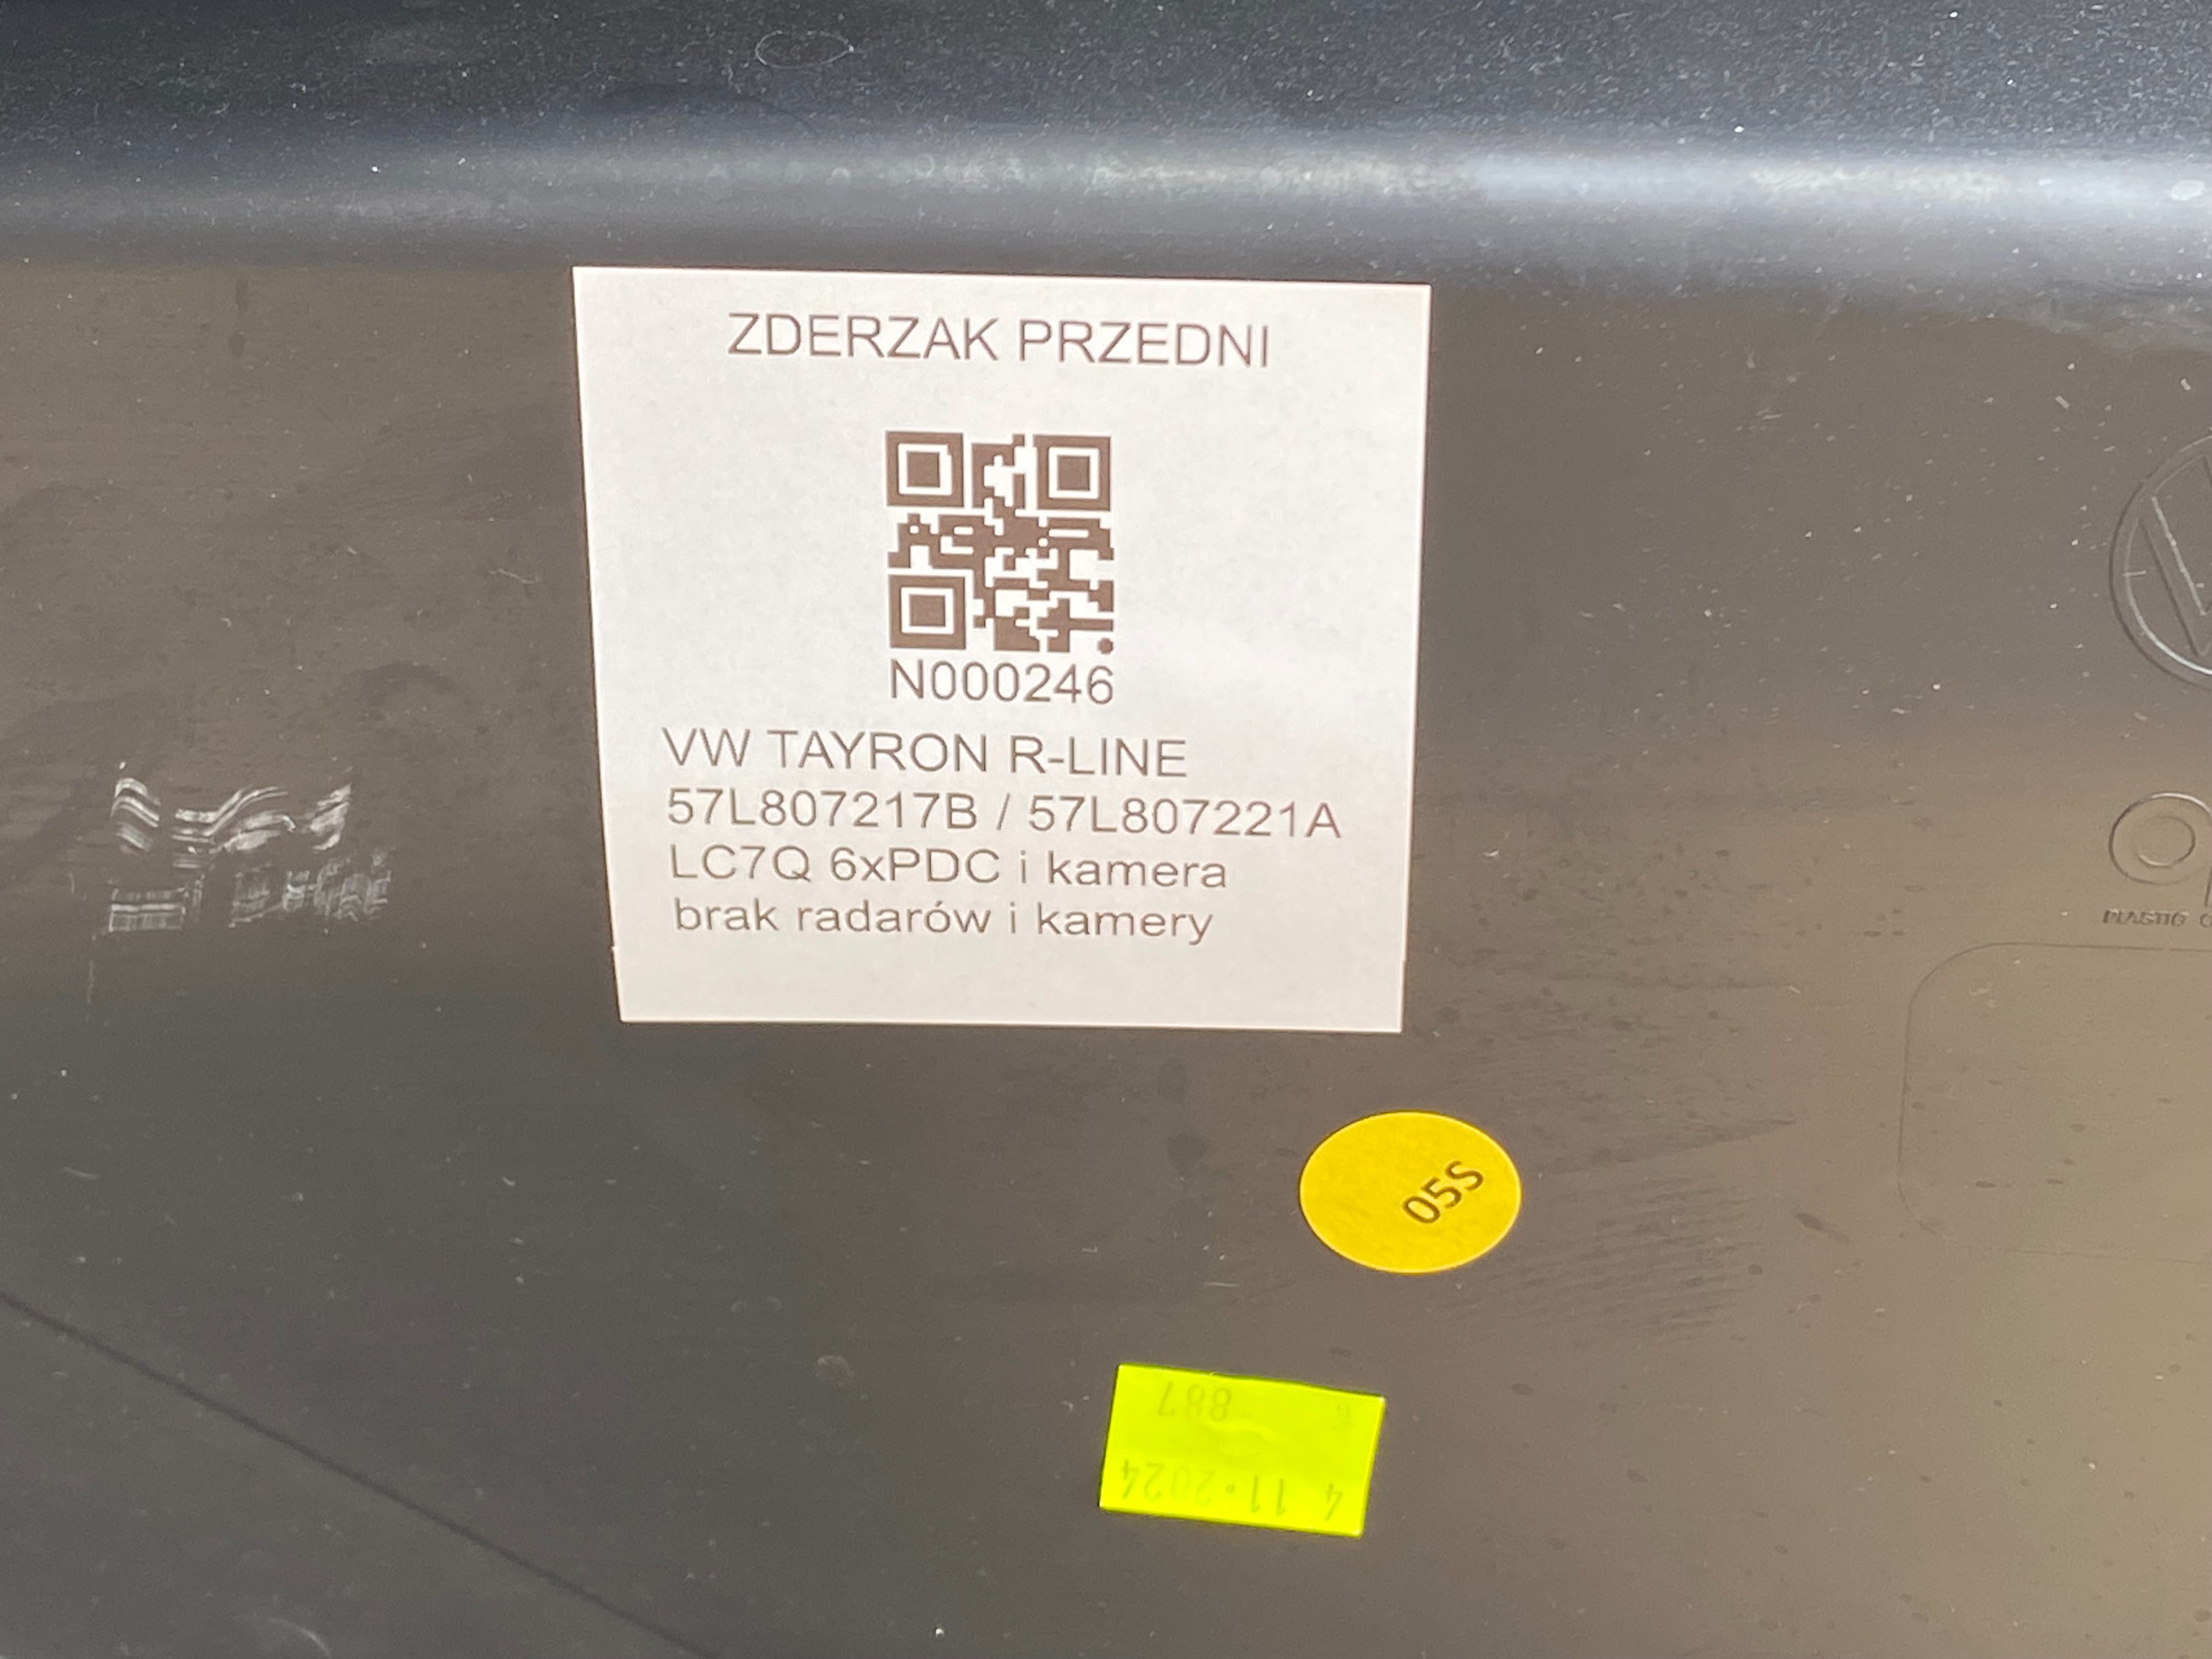 ZDERZAK PRZEDNI
N000246
VW TAYRON R-LINE
57L807217B / 57L807221A
LC7Q 6xPDC i kamera
brak radarów i kamery
PLASTIC
05S
4 11·2024
887